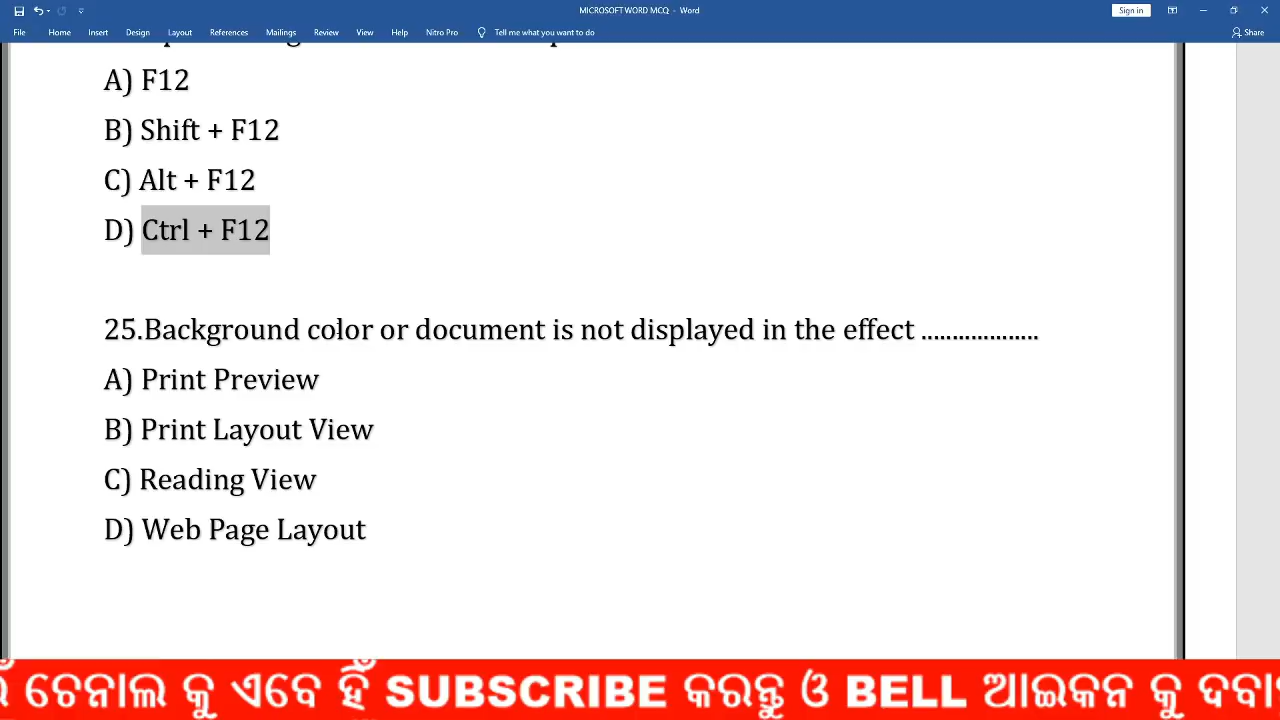 MICROSOFT WORD MCQ - Word
Sign in
File Home Insert Design Layout References Mailings Review View Help Nitro Pro Tell me what you want to do Share
A) F12
B) Shift + F12
C) Alt + F12
D) Ctrl + F12
25.Background color or document is not displayed in the effect ...................
A) Print Preview
B) Print Layout View
C) Reading View
D) Web Page Layout
ଚେନାଲ କୁ ଏବେ ହିଁ SUBSCRIBE କରନ୍ତୁ ଓ BELL ଆଇକନ କୁ